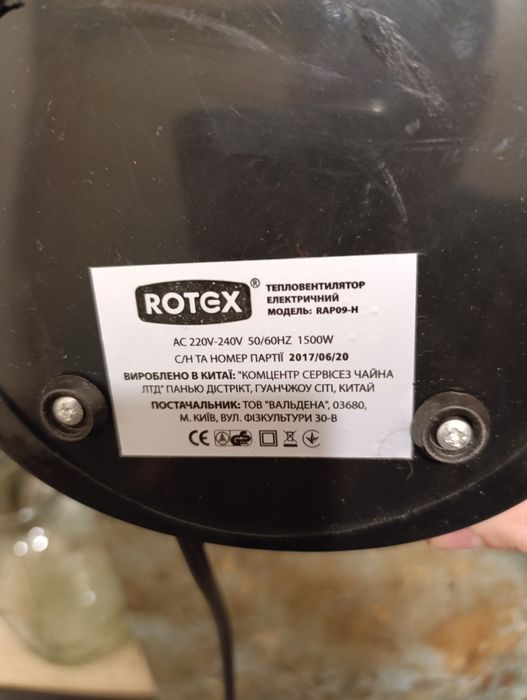 ROTEX®
ТЕПЛОВЕНТИЛЯТОР
ЕЛЕКТРИЧНИЙ
МОДЕЛЬ: RAP09-H
AC 220V-240V 50/60HZ 1500W
С/Н ТА НОМЕР ПАРТІЇ 2017/06/20
ВИРОБЛЕНО В КИТАЇ: "КОМЦЕНТР СЕРВІСЕЗ ЧАЙНА
ЛТД" ПАНЬЮ ДІСТРІКТ, ГУАНЧЖОУ СІТІ, КИТАЙ
ПОСТАЧАЛЬНИК: ТОВ "ВАЛЬДЕНА", 03680,
М. КИЇВ, ВУЛ. ФІЗКУЛЬТУРИ 30-В
CE